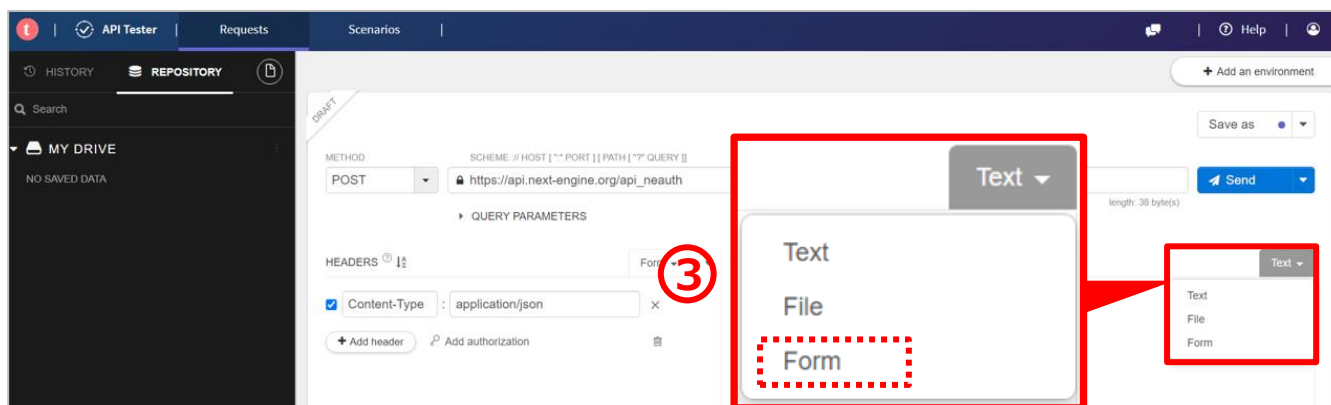 t | API Tester | Requests Scenarios | | Help |
HISTORY REPOSITORY
+ Add an environment
Search
DRAFT
Save as
MY DRIVE
METHOD SCHEME :// HOST [ ":" PORT ] [ PATH [ "?" QUERY ]]
NO SAVED DATA
POST https://api.next-engine.org/api_neauth
Send
length: 38 byte(s)
QUERY PARAMETERS
HEADERS ? Form
③
Content-Type : application/json ×
+ Add header Add authorization
Text
Text
File
Form
Text
Text
File
Form